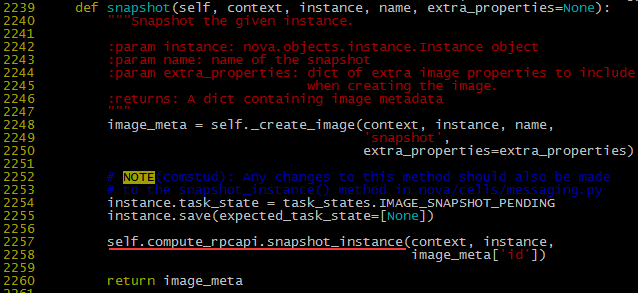 2239     def snapshot(self, context, instance, name, extra_properties=None):
2240         """Snapshot the given instance.
2241
2242         :param instance: nova.objects.instance.Instance object
2243         :param name: name of the snapshot
2244         :param extra_properties: dict of extra image properties to include
2245                                  when creating the image.
2246         :returns: A dict containing image metadata
2247         """
2248         image_meta = self._create_image(context, instance, name,
2249                                         'snapshot',
2250                                         extra_properties=extra_properties)
2251
2252         # NOTE(comstud): Any changes to this method should also be made
2253         # to the snapshot_instance() method in nova/cells/messaging.py
2254         instance.task_state = task_states.IMAGE_SNAPSHOT_PENDING
2255         instance.save(expected_task_state=[None])
2256
2257         self.compute_rpcapi.snapshot_instance(context, instance,
2258                                               image_meta['id'])
2259
2260         return image_meta
2261